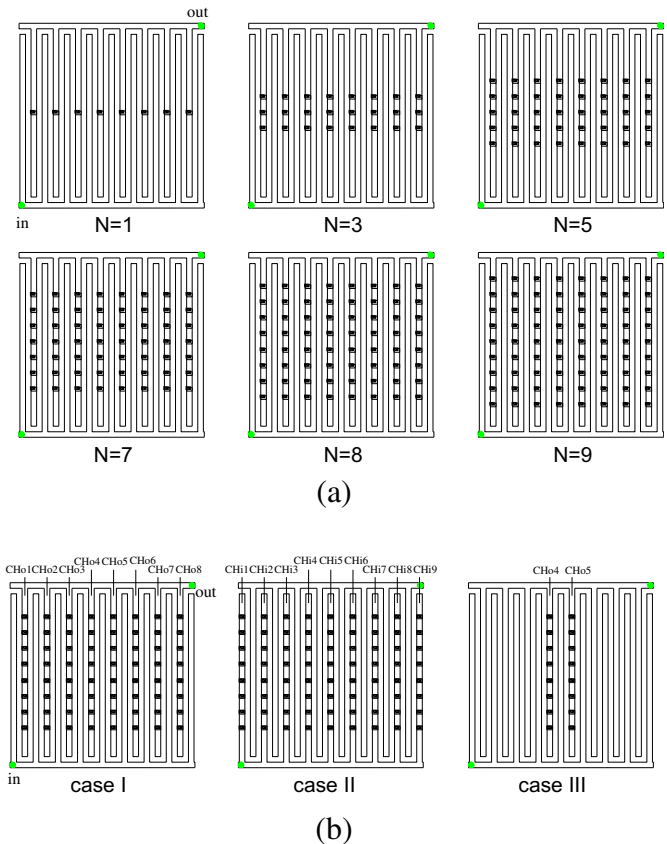 out
in
N=1 N=3 N=5
N=7 N=8 N=9
(a)
CHo1 CHo2 CHo3 CHo4 CHo5 CHo6 CHo7 CHo8
out
in
CHi1 CHi2 CHi3 CHi4 CHi5 CHi6 CHi7 CHi8 CHi9
CHo4 CHo5
case I case II case III
(b)